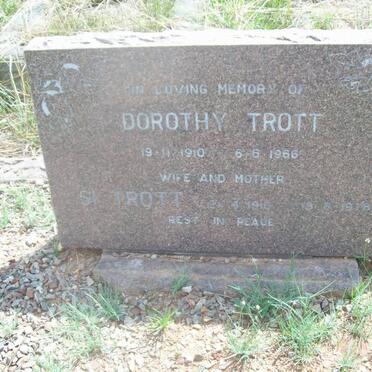 IN LOVING MEMORY OF
DOROTHY TROTT
19·11·1910 6·6·1966
WIFE AND MOTHER
TROTT
REST IN PEACE